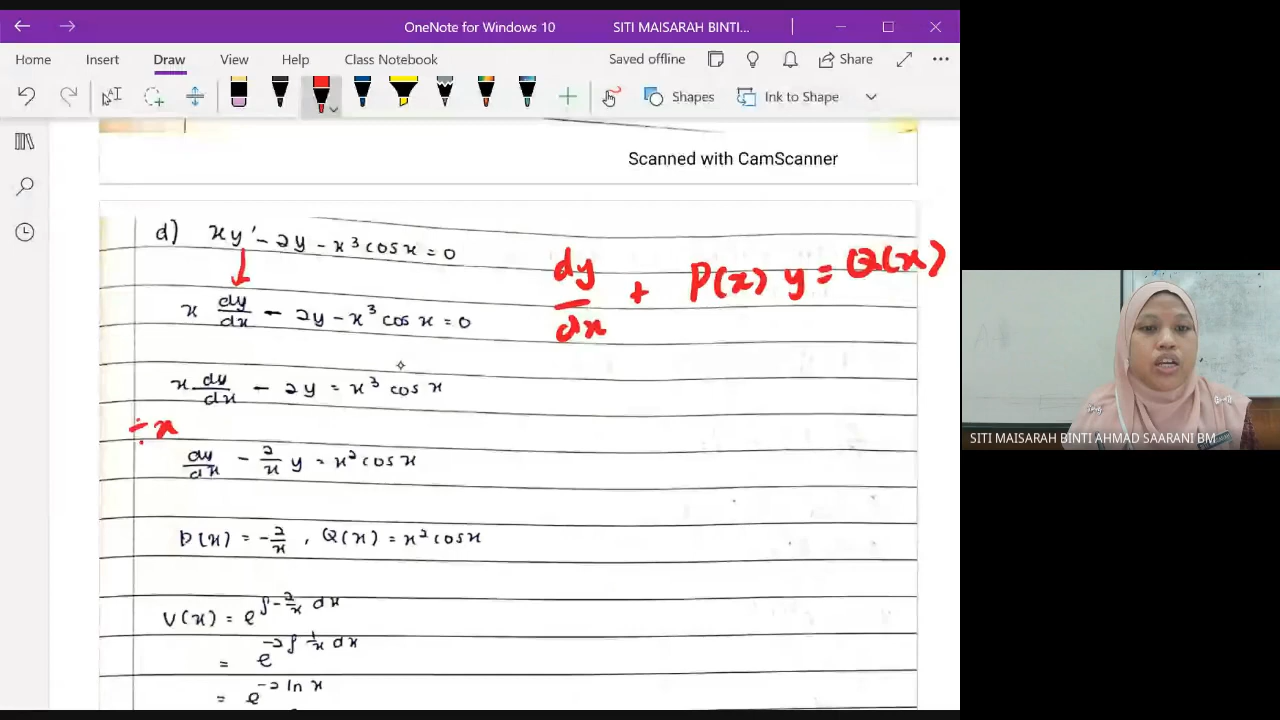 OneNote for Windows 10
SITI MAISARAH BINTI...
Home Insert Draw View Help Class Notebook
Saved offline
Share
Shapes
Ink to Shape
Scanned with CamScanner
d) xy' - 2y - x³ cos x = 0
dy/dx + P(x) y = Q(x)
x dy/dx - 2y - x³ cos x = 0
x dy/dx - 2y = x³ cos x
÷ x
dy/dx - 2/x y = x² cos x
P(x) = -2/x , Q(x) = x² cos x
V(x) = e^∫-2/x dx
= e^-2∫ 1/x dx
= e^-2 ln x
SITI MAISARAH BINTI AHMAD SAARANI BM